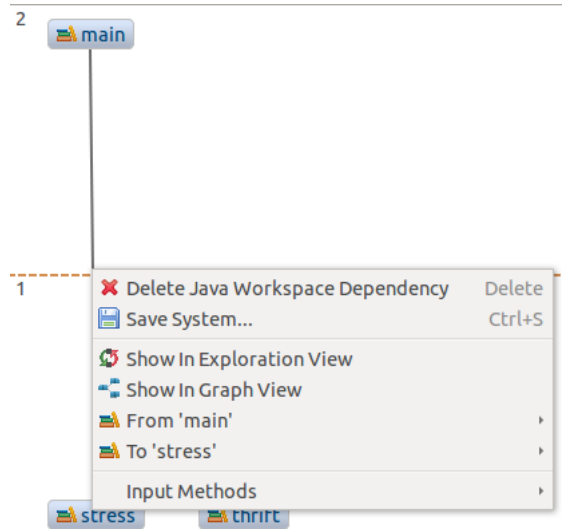 2
main
1
Delete Java Workspace Dependency Delete
Save System... Ctrl+S
Show In Exploration View
Show In Graph View
From 'main'
To 'stress'
Input Methods
stress thrift